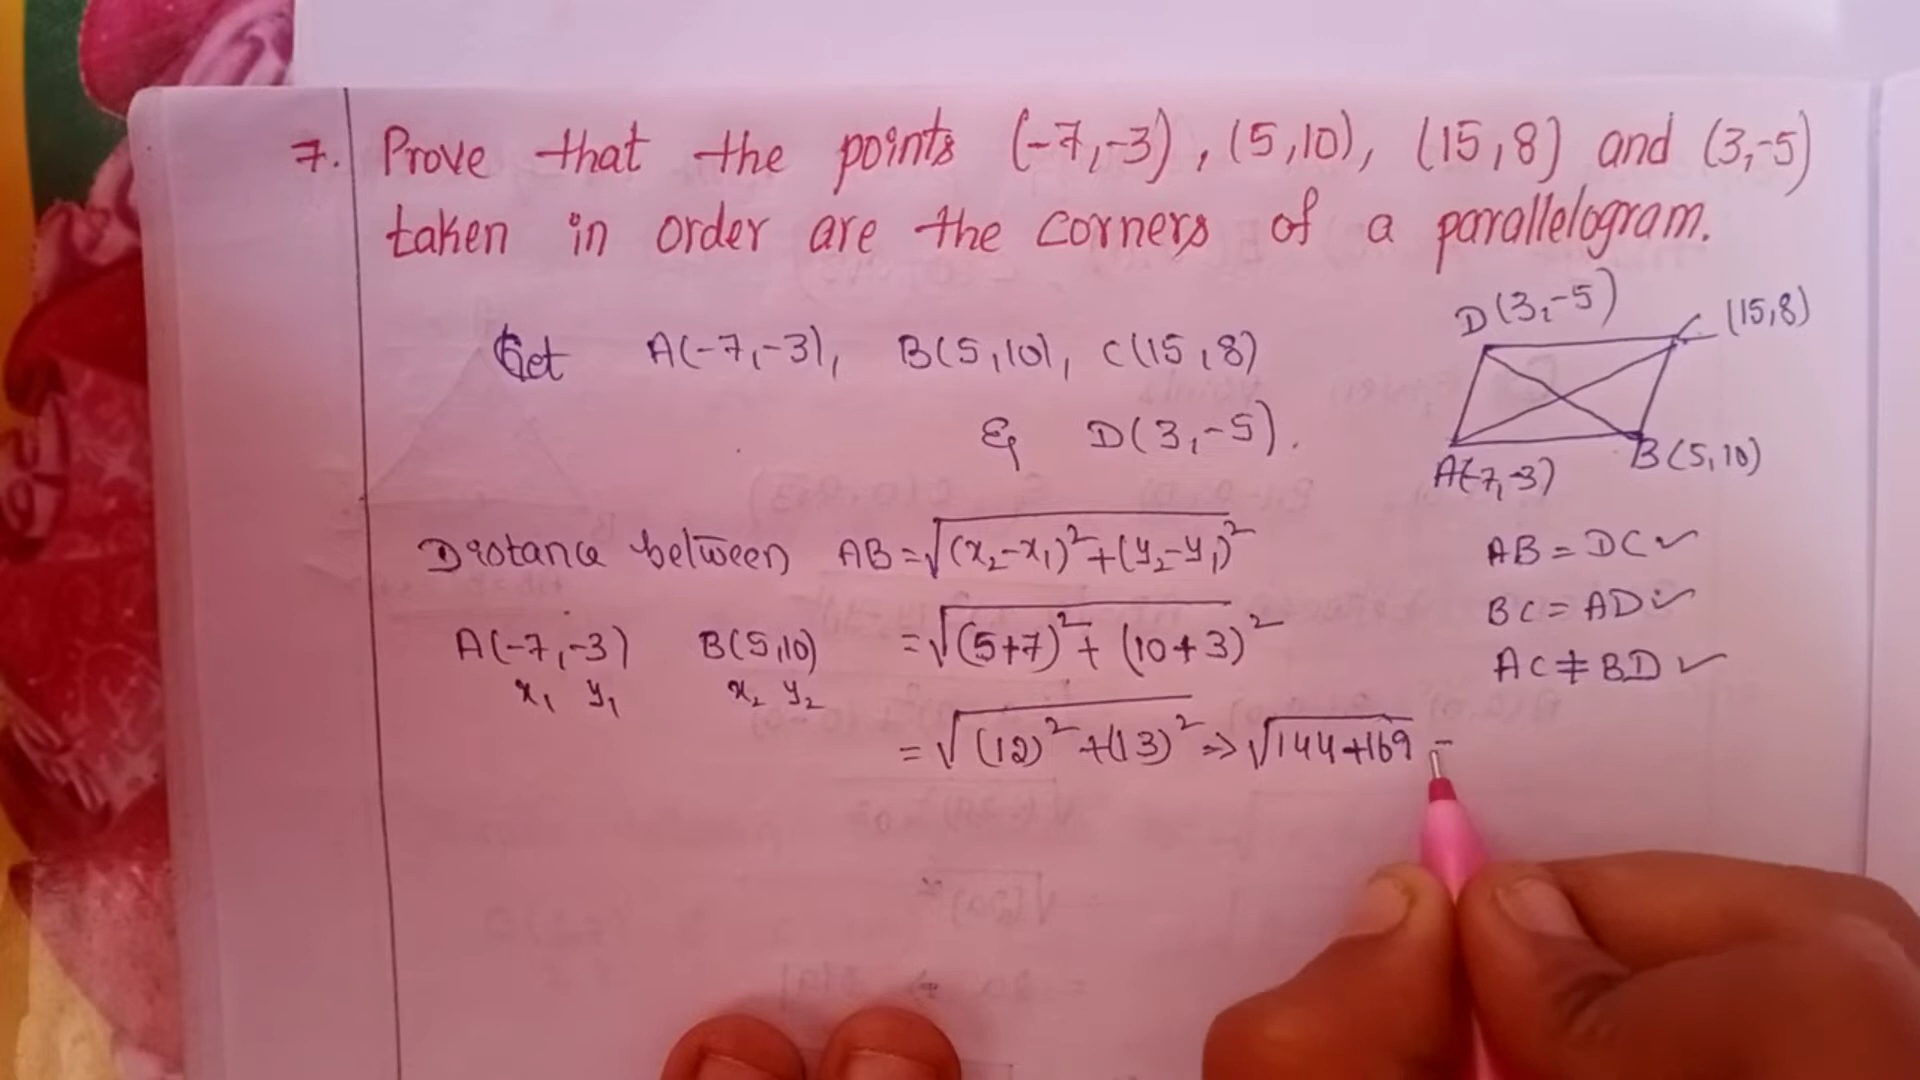 7. Prove that the points (-7,-3), (5,10), (15,8) and (3,-5)
taken in order are the corners of a parallelogram.
Let A(-7,-3), B(5,10), C(15,8)
& D(3,-5).
D(3,-5)
C (15,8)
A(-7,-3)
B(5,10)
Distance between AB = √(x₂-x₁)²+(y₂-y₁)²
A(-7,-3) B(5,10) = √(5+7)²+(10+3)²
x₁ y₁ x₂ y₂
= √(12)²+(13)² ⇒ √144+169 =
AB = DC ✓
BC = AD ✓
AC ≠ BD ✓